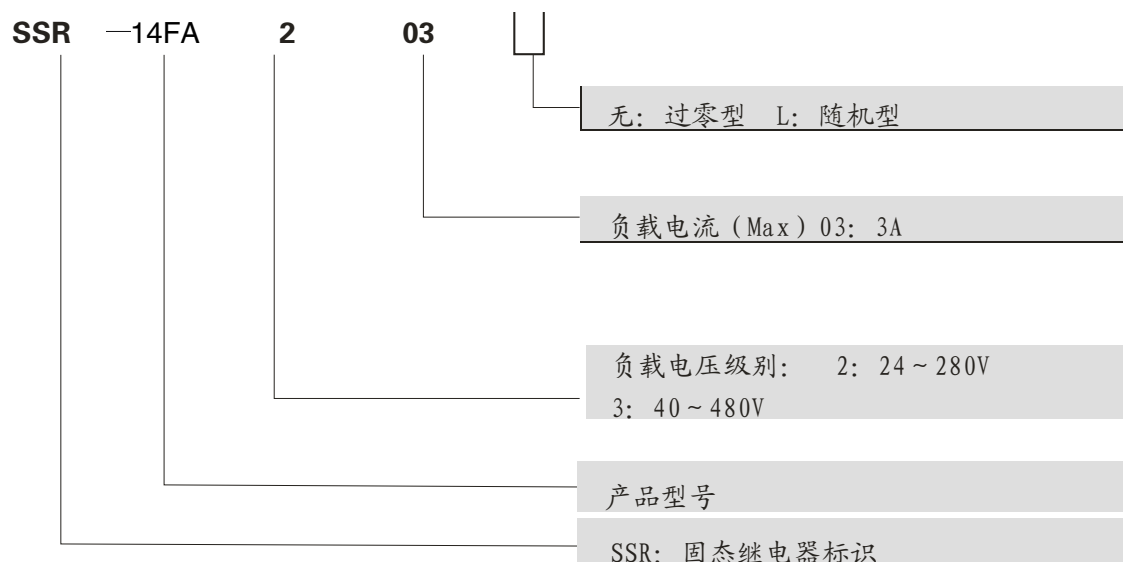 SSR —14FA 2 03
无: 过零型 L: 随机型
负载电流 (Max) 03: 3A
负载电压级别: 2: 24~280V
3: 40~480V
产品型号
SSR: 固态继电器标识